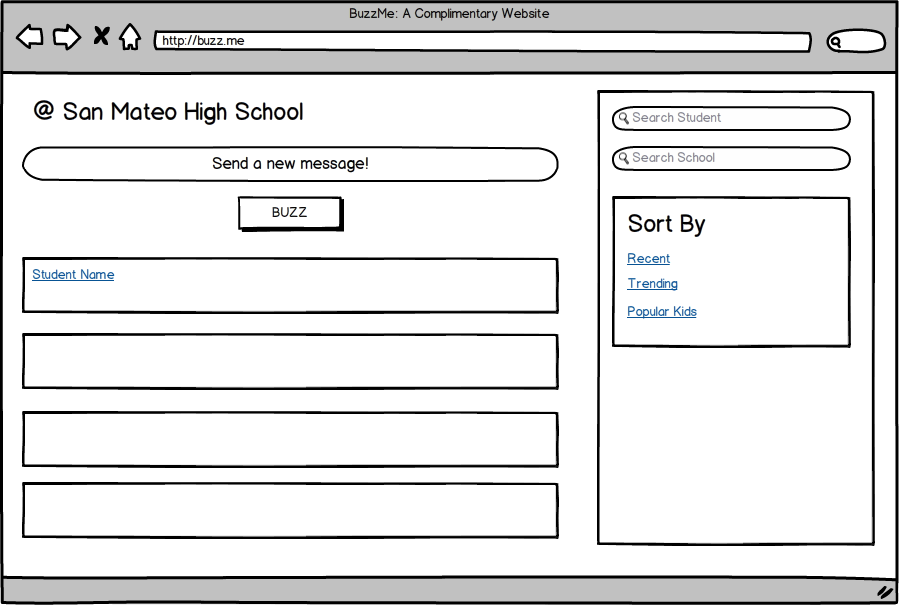 BuzzMe: A Complimentary Website
http://buzz.me
@ San Mateo High School
Send a new message!
BUZZ
Student Name
Search Student
Search School
Sort By
Recent
Trending
Popular Kids